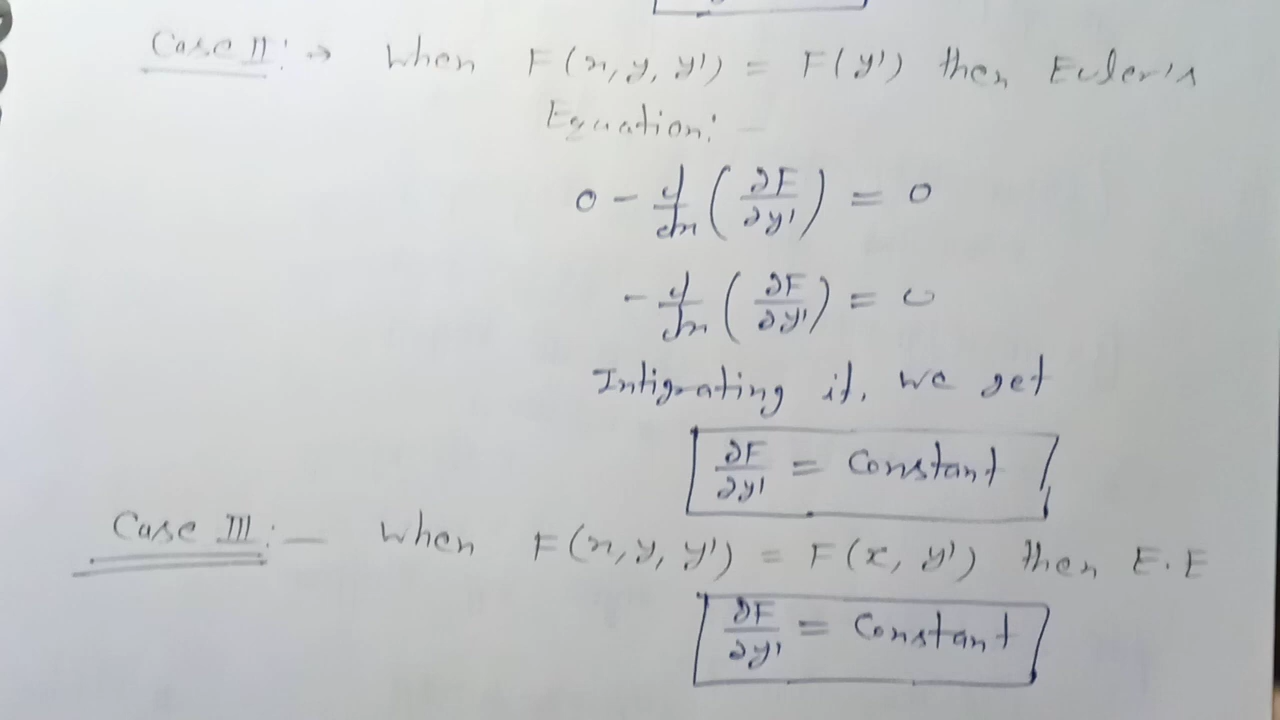 Case II :→ When F(x, y, y') = F(y') then Euler's
Equation: –
0 - d/dx (∂F/∂y') = 0
- d/dx (∂F/∂y') = 0
Intigrating it, we get
∂F/∂y' = Constant
Case III :— When F(x, y, y') = F(x, y') then E.E
∂F/∂y' = Constant